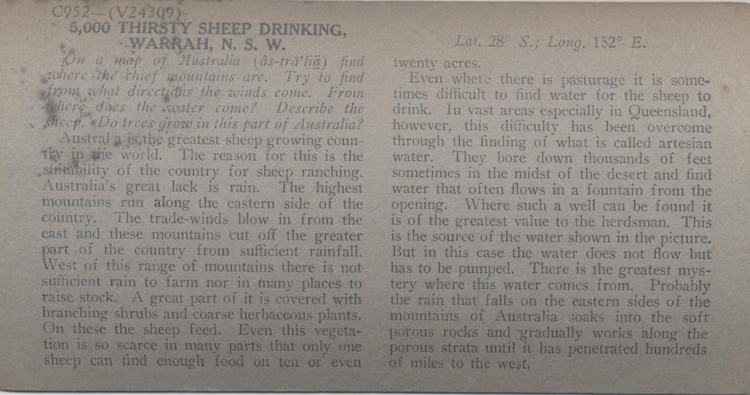 C952—(V24309)
5,000 THIRSTY SHEEP DRINKING,
WARRAH, N. S. W.
On a map of Australia (âs-trā'lĭȧ) find
where the chief mountains are. Try to find
from what directions the winds come. From
where does the water come? Describe the
sheep. Do trees grow in this part of Australia?
Australia is the greatest sheep growing coun-
try in the world. The reason for this is the
suitability of the country for sheep ranching.
Australia's great lack is rain. The highest
mountains run along the eastern side of the
country. The trade-winds blow in from the
east and these mountains cut off the greater
part of the country from sufficient rainfall.
West of this range of mountains there is not
sufficient rain to farm nor in many places to
raise stock. A great part of it is covered with
branching shrubs and coarse herbaceous plants.
On these the sheep feed. Even this vegeta-
tion is so scarce in many parts that only one
sheep can find enough food on ten or even
Lat. 28° S.; Long. 152° E.
twenty acres.
Even where there is pasturage it is some-
times difficult to find water for the sheep to
drink. In vast areas especially in Queensland,
however, this difficulty has been overcome
through the finding of what is called artesian
water. They bore down thousands of feet
sometimes in the midst of the desert and find
water that often flows in a fountain from the
opening. Where such a well can be found it
is of the greatest value to the herdsman. This
is the source of the water shown in the picture.
But in this case the water does not flow but
has to be pumped. There is the greatest mys-
tery where this water comes from. Probably
the rain that falls on the eastern sides of the
mountains of Australia soaks into the soft
porous rocks and gradually works along the
porous strata until it has penetrated hundreds
of miles to the west.